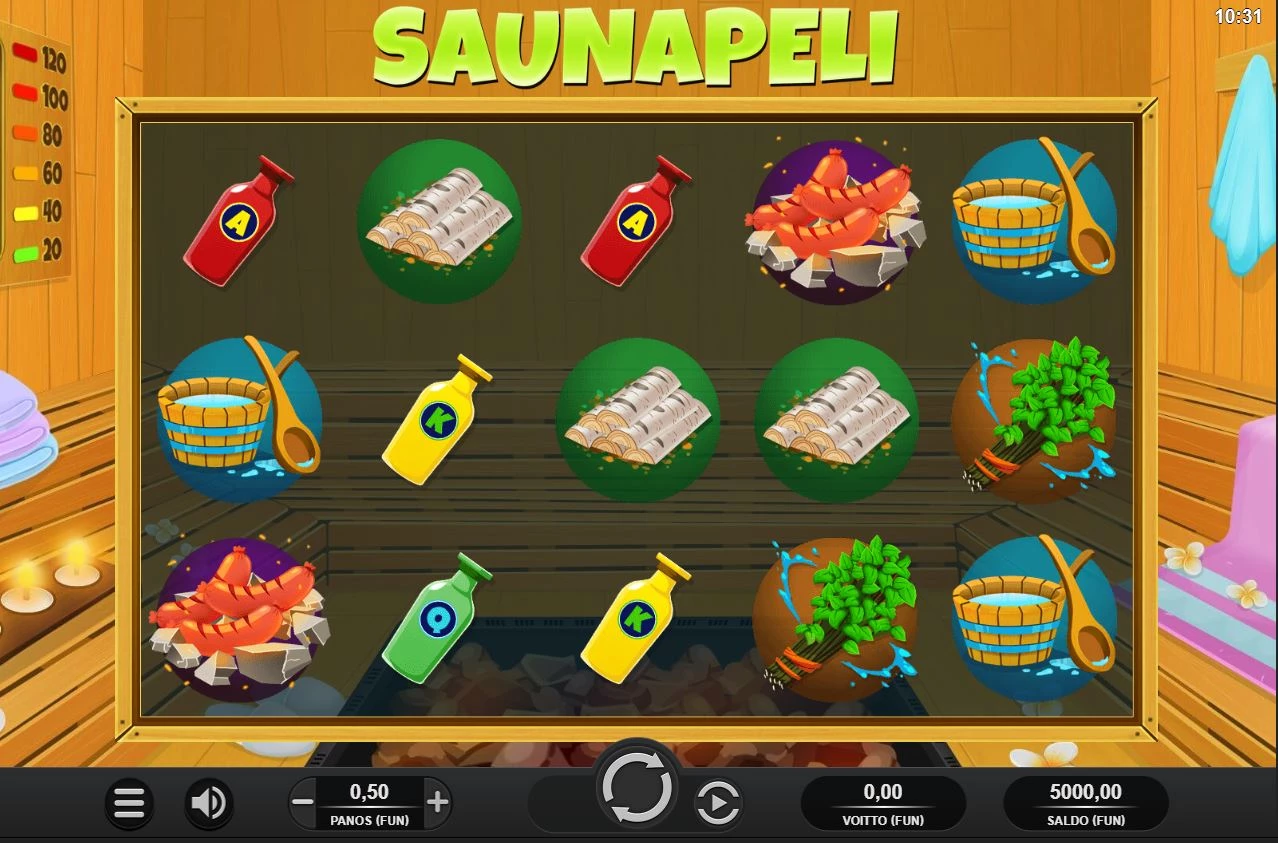 SAUNAPELI
10:31
120
100
80
60
40
20
A
A
K
Q
K
0,50
PANOS (FUN)
0,00
VOITTO (FUN)
5000,00
SALDO (FUN)